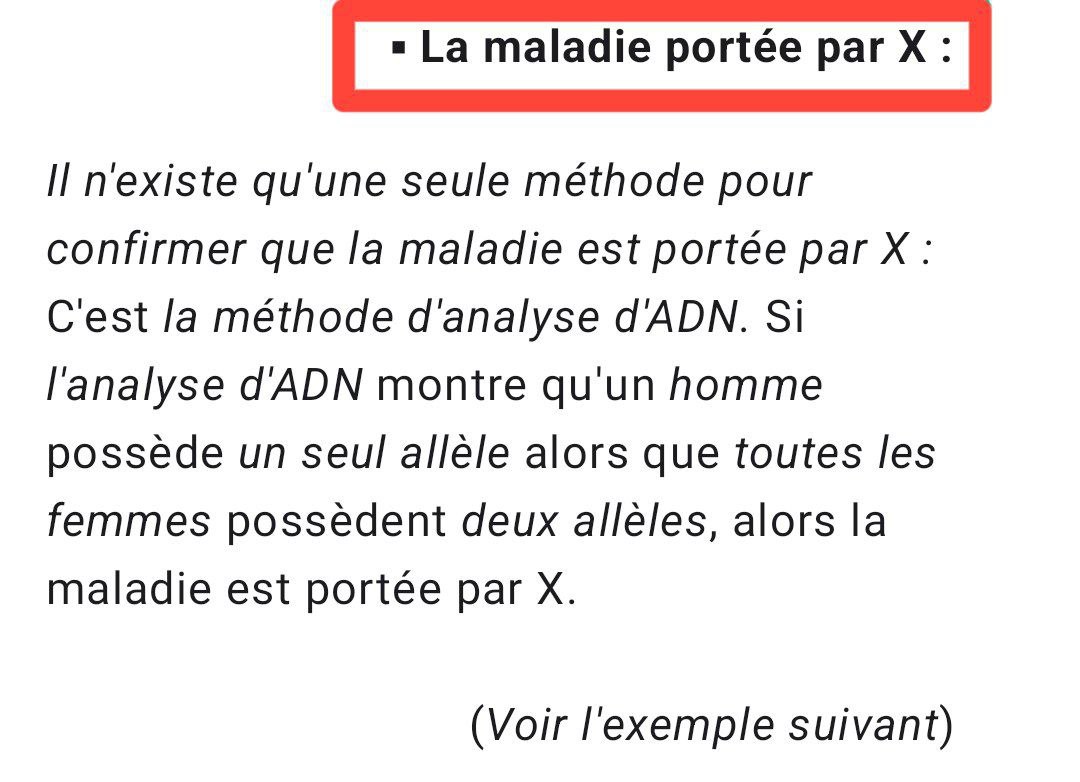 ▪ La maladie portée par X :
Il n'existe qu'une seule méthode pour
confirmer que la maladie est portée par X :
C'est la méthode d'analyse d'ADN. Si
l'analyse d'ADN montre qu'un homme
possède un seul allèle alors que toutes les
femmes possèdent deux allèles, alors la
maladie est portée par X.
(Voir l'exemple suivant)